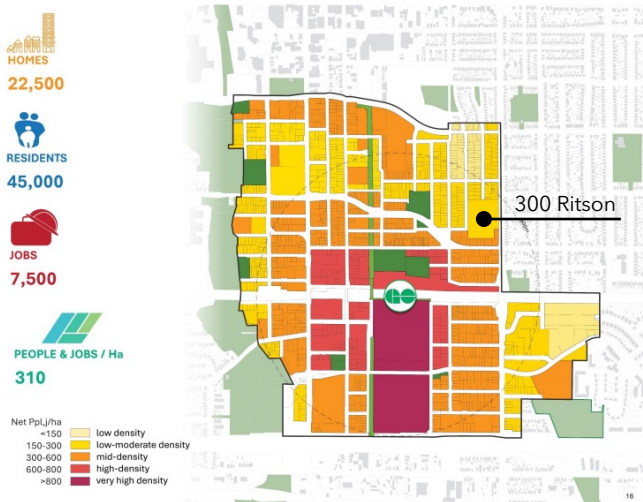 HOMES
22,500
RESIDENTS
45,000
JOBS
7,500
PEOPLE & JOBS / Ha
310
300 Ritson
GO
Net Ppl,j/ha
<150 low density
150-300 low-moderate density
300-600 mid-density
600-800 high-density
>800 very high density
16